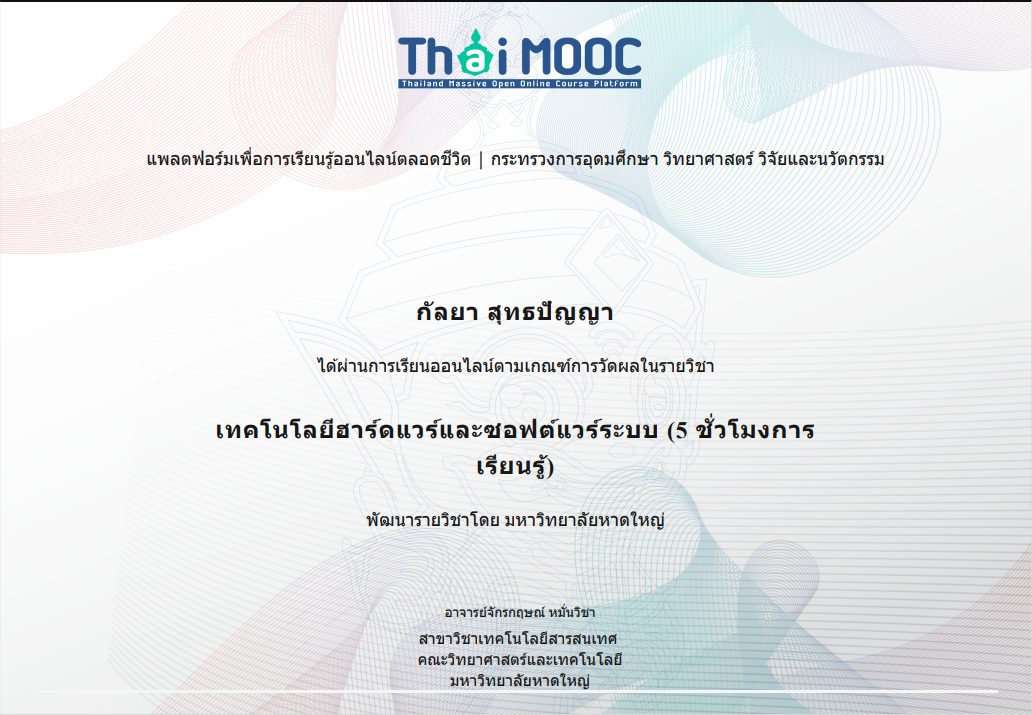 Thai MOOC
Thailand Massive Open Online Course Platform
แพลตฟอร์มเพื่อการเรียนรู้ออนไลน์ตลอดชีวิต | กระทรวงการอุดมศึกษา วิทยาศาสตร์ วิจัยและนวัตกรรม
กัลยา สุทธปัญญา
ได้ผ่านการเรียนออนไลน์ตามเกณฑ์การวัดผลในรายวิชา
เทคโนโลยีฮาร์ดแวร์และซอฟต์แวร์ระบบ (5 ชั่วโมงการ
เรียนรู้)
พัฒนารายวิชาโดย มหาวิทยาลัยหาดใหญ่
อาจารย์จักรกฤษณ์ หมั่นวิชา
สาขาวิชาเทคโนโลยีสารสนเทศ
คณะวิทยาศาสตร์และเทคโนโลยี
มหาวิทยาลัยหาดใหญ่